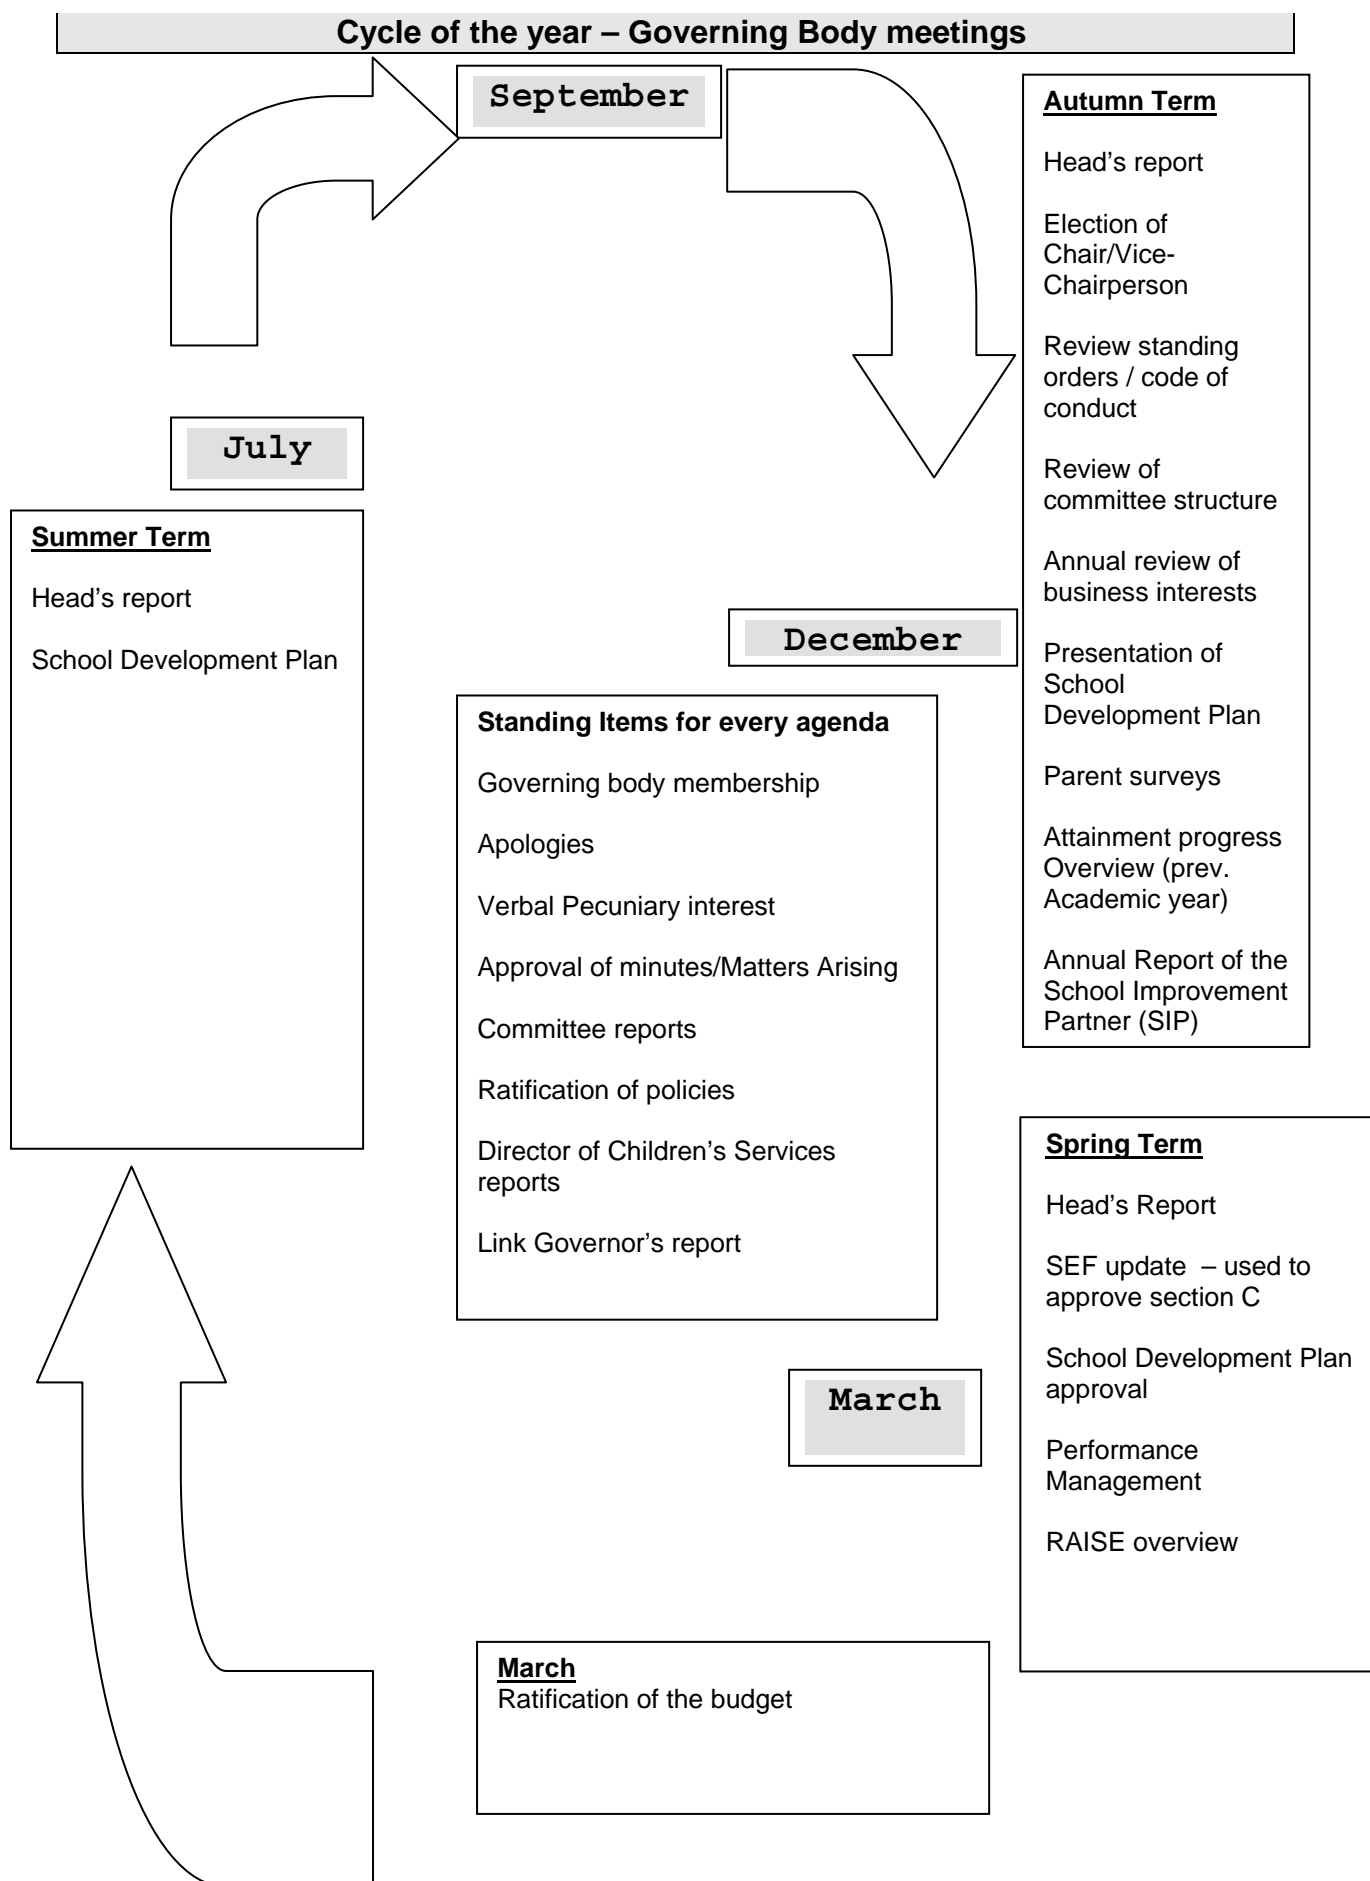 Cycle of the year – Governing Body meetings
September
Autumn Term
Head’s report
Election of
Chair/Vice-
Chairperson
Review standing
orders / code of
conduct
Review of
committee structure
Annual review of
business interests
Presentation of
School
Development Plan
Parent surveys
Attainment progress
Overview (prev.
Academic year)
Annual Report of the
School Improvement
Partner (SIP)
July
Summer Term
Head’s report
School Development Plan
December
Standing Items for every agenda
Governing body membership
Apologies
Verbal Pecuniary interest
Approval of minutes/Matters Arising
Committee reports
Ratification of policies
Director of Children’s Services
reports
Link Governor’s report
Spring Term
Head’s Report
SEF update  – used to
approve section C
School Development Plan
approval
Performance
Management
RAISE overview
March
March
Ratification of the budget